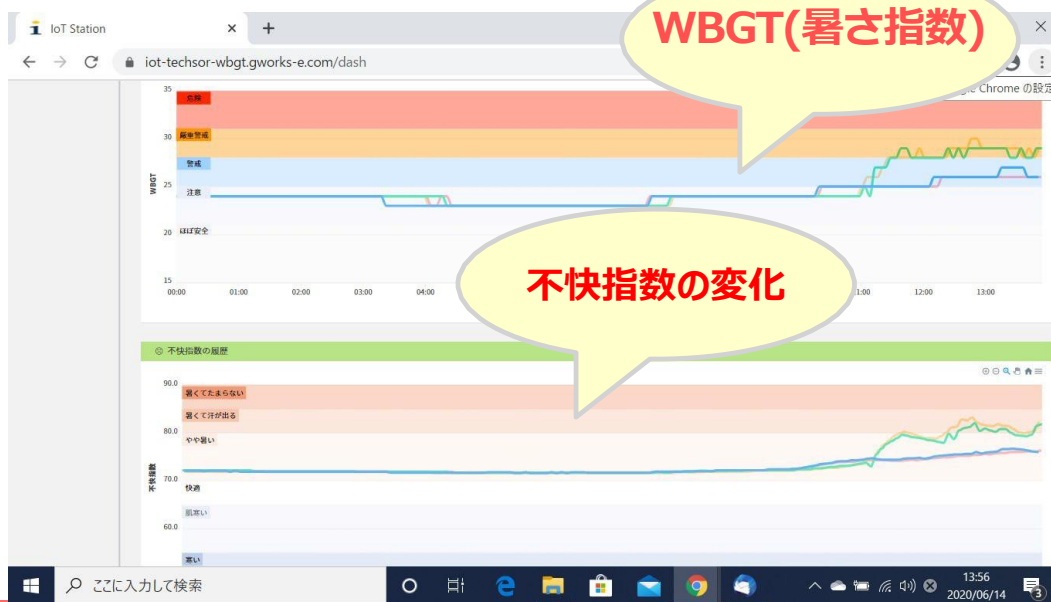 IoT Station
WBGT(暑さ指数)
iot-techsor-wbgt.gworks-e.com/dash
Chrome の設定
35
危険
30
厳重警戒
警戒
WBGT
25
注意
20
ほぼ安全
15
00:00
01:00
02:00
03:00
04:00
12:00
13:00
不快指数の変化
不快指数の履歴
90.0
暑くてたまらない
暑くて汗が出る
80.0
やや暑い
不快指数
70.0
快適
肌寒い
60.0
寒い
ここに入力して検索
13:56
2020/06/14
3